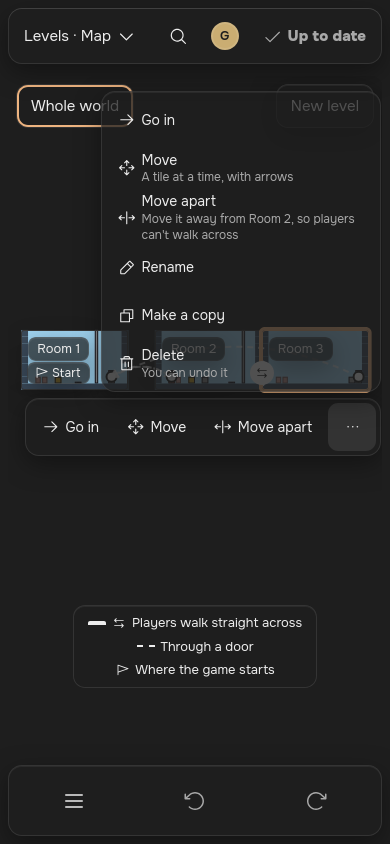 Levels · Map
G
Up to date
Whole world
New level
Go in
Move
A tile at a time, with arrows
Move apart
Move it away from Room 2, so players
can't walk across
Rename
Make a copy
Delete
You can undo it
Room 1
Start
Room 2
Room 3
Go in
Move
Move apart
...
Players walk straight across
Through a door
Where the game starts